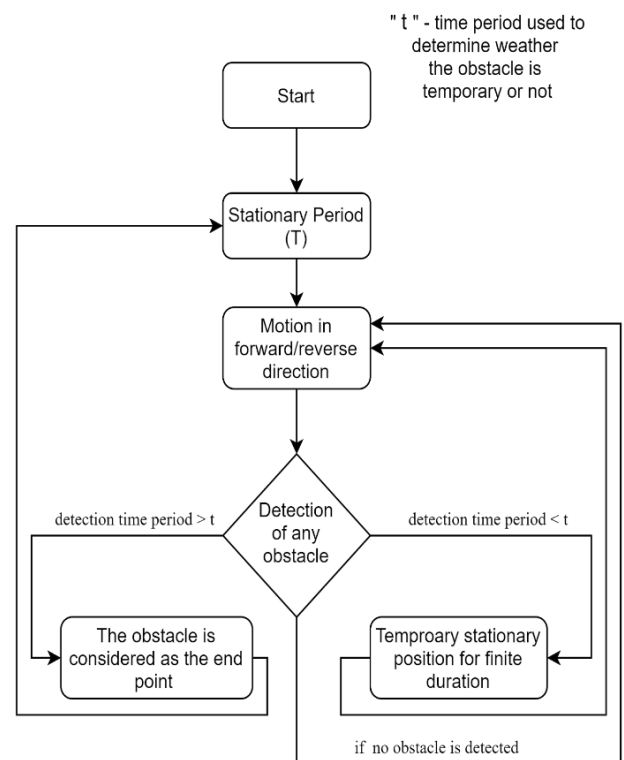 " t " - time period used to
determine weather
the obstacle is
temporary or not
Start
Stationary Period
(T)
Motion in
forward/reverse
direction
Detection
of any
obstacle
detection time period > t
detection time period < t
The obstacle is
considered as the end
point
Temproary stationary
position for finite
duration
if no obstacle is detected